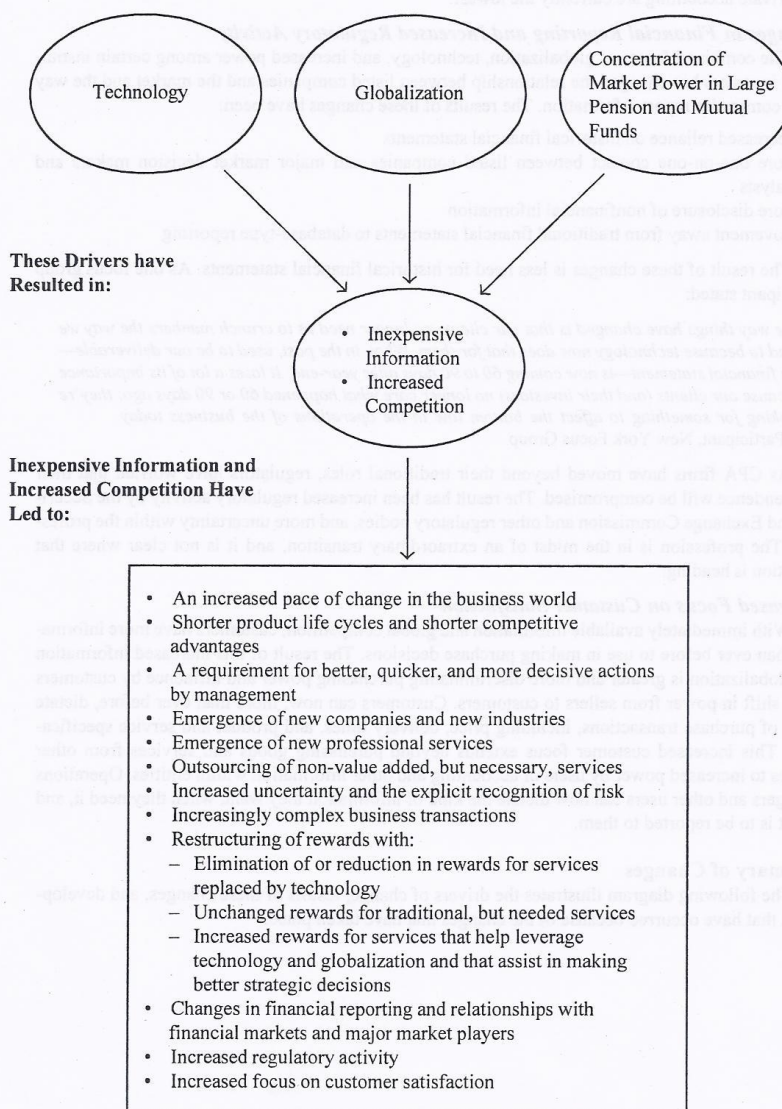 Technology
Globalization
Concentration of
Market Power in Large
Pension and Mutual
Funds
These Drivers have
Resulted in:
• Inexpensive
Information
• Increased
Competition
Inexpensive Information and
Increased Competition Have
Led to:
• An increased pace of change in the business world
• Shorter product life cycles and shorter competitive
advantages
• A requirement for better, quicker, and more decisive actions
by management
• Emergence of new companies and new industries
• Emergence of new professional services
• Outsourcing of non-value added, but necessary, services
• Increased uncertainty and the explicit recognition of risk
• Increasingly complex business transactions
• Restructuring of rewards with:
– Elimination of or reduction in rewards for services
replaced by technology
– Unchanged rewards for traditional, but needed services
– Increased rewards for services that help leverage
technology and globalization and that assist in making
better strategic decisions
• Changes in financial reporting and relationships with
financial markets and major market players
• Increased regulatory activity
• Increased focus on customer satisfaction